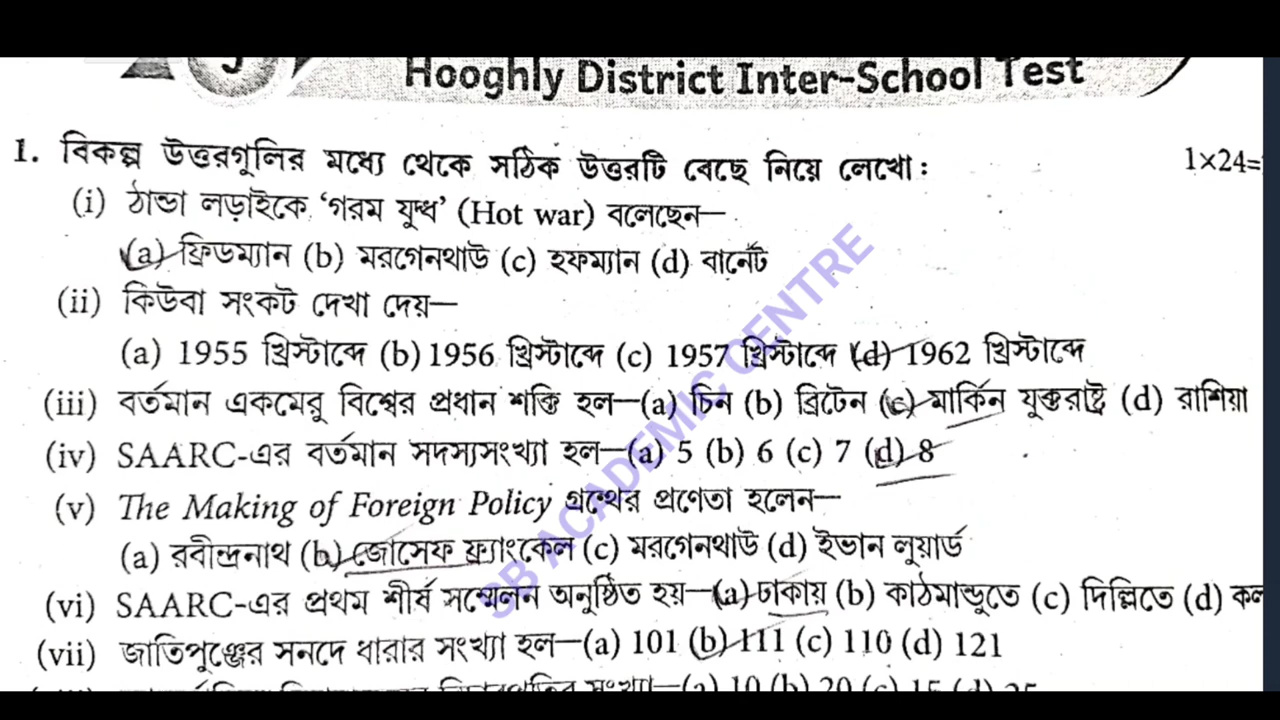 Hooghly District Inter-School Test
1. বিকল্প উত্তরগুলির মধ্যে থেকে সঠিক উত্তরটি বেছে নিয়ে লেখো: 1×24=
(i) ঠান্ডা লড়াইকে ‘গরম যুদ্ধ’ (Hot war) বলেছেন—
(a) ফ্রিডম্যান (b) মরগেনথাউ (c) হফম্যান (d) বার্নেট
(ii) কিউবা সংকট দেখা দেয়—
(a) 1955 খ্রিস্টাব্দে (b) 1956 খ্রিস্টাব্দে (c) 1957 খ্রিস্টাব্দে (d) 1962 খ্রিস্টাব্দে
(iii) বর্তমান একমেরু বিশ্বের প্রধান শক্তি হল—(a) চিন (b) ব্রিটেন (c) মার্কিন যুক্তরাষ্ট্র (d) রাশিয়া
(iv) SAARC-এর বর্তমান সদস্যসংখ্যা হল—(a) 5 (b) 6 (c) 7 (d) 8
(v) The Making of Foreign Policy গ্রন্থের প্রণেতা হলেন—
(a) রবীন্দ্রনাথ (b) জোসেফ ফ্র্যাংকেল (c) মরগেনথাউ (d) ইভান লুয়ার্ড
(vi) SAARC-এর প্রথম শীর্ষ সম্মেলন অনুষ্ঠিত হয়—(a) ঢাকায় (b) কাঠমান্ডুতে (c) দিল্লিতে (d)
(vii) জাতিপুঞ্জের সনদে ধারার সংখ্যা হল—(a) 101 (b) 111 (c) 110 (d) 121
SB ACADEMIC CENTRE